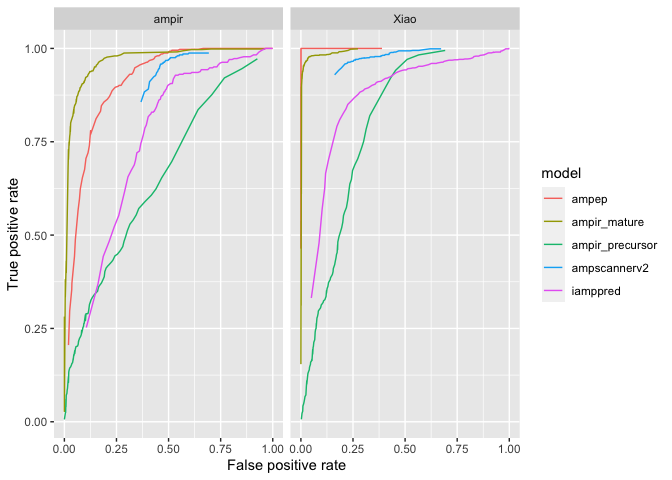 ampir
Xiao
1.00
0.75
0.50
0.25
0.00
True positive rate
0.00 0.25 0.50 0.75 1.00
0.00 0.25 0.50 0.75 1.00
False positive rate
model
ampep
ampir_mature
ampir_precursor
ampscannerv2
iamppred